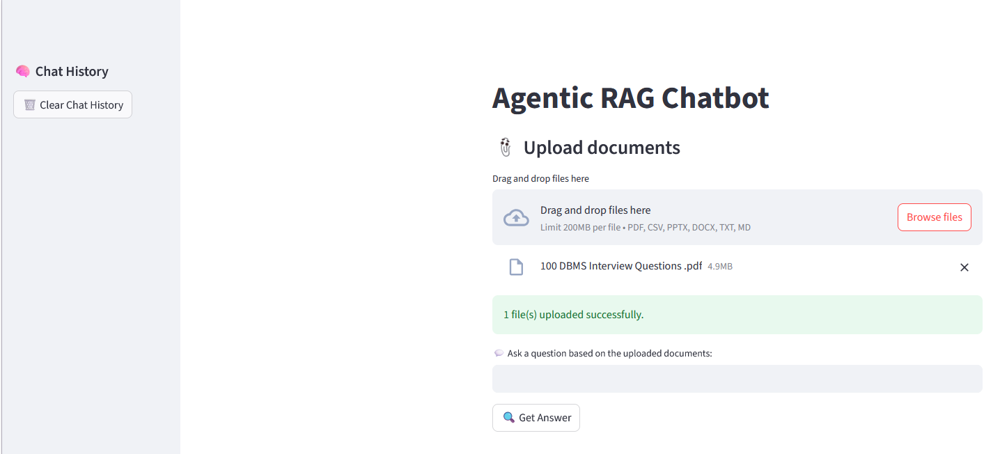 Chat History
Clear Chat History
Agentic RAG Chatbot
Upload documents
Drag and drop files here
Drag and drop files here
Limit 200MB per file • PDF, CSV, PPTX, DOCX, TXT, MD
Browse files
100 DBMS Interview Questions .pdf 4.9MB
1 file(s) uploaded successfully.
Ask a question based on the uploaded documents:
Get Answer